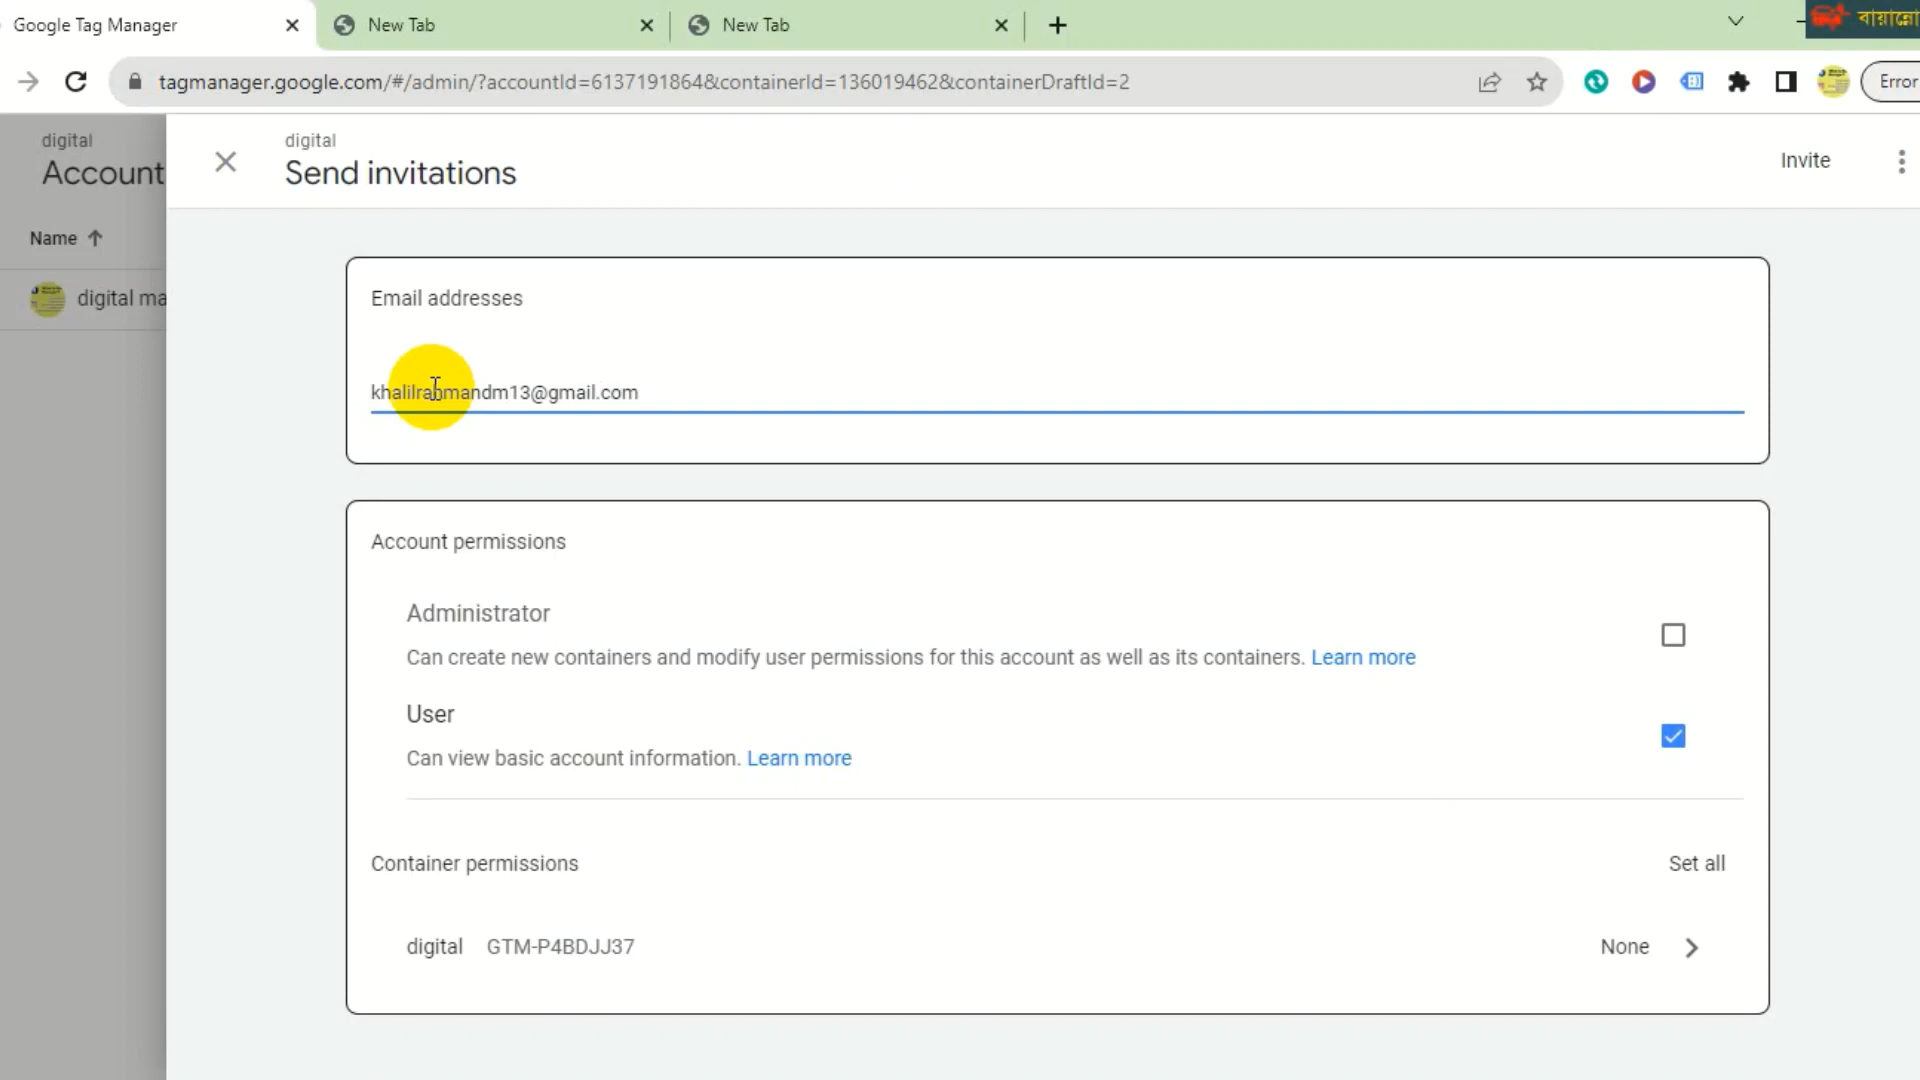 Google Tag Manager
New Tab
New Tab
বায়ান্নো
tagmanager.google.com/#/admin/?accountId=6137191864&containerId=136019462&containerDraftId=2
Error
digital
Account
digital
Send invitations
Invite
Name
digital ma
Email addresses
khalilrahmandm13@gmail.com
Account permissions
Administrator
Can create new containers and modify user permissions for this account as well as its containers. Learn more
User
Can view basic account information. Learn more
Container permissions
Set all
digital GTM-P4BDJJ37
None